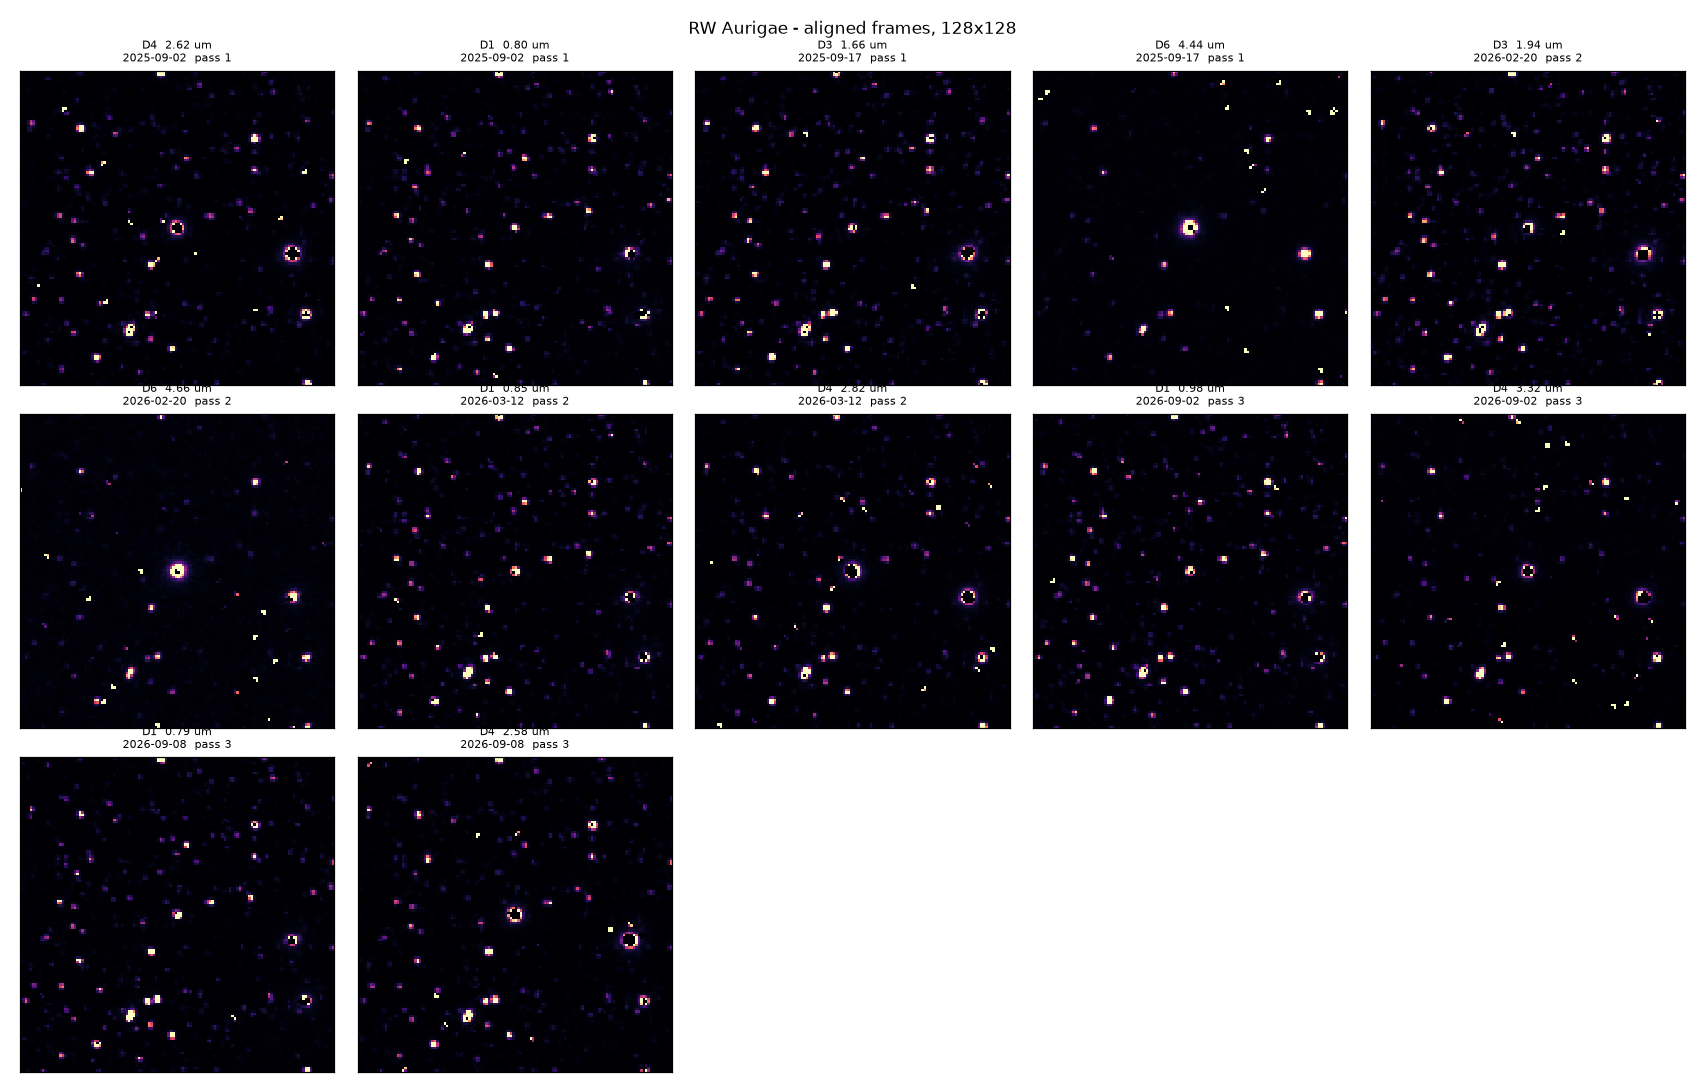 RW Aurigae - aligned frames, 128x128
D4 2.62 um
2025-09-02 pass 1
D1 0.80 um
2025-09-02 pass 1
D3 1.66 um
2025-09-17 pass 1
D6 4.44 um
2025-09-17 pass 1
D3 1.94 um
2026-02-20 pass 2
D6 4.66 um
2026-02-20 pass 2
D1 0.85 um
2026-03-12 pass 2
D4 2.82 um
2026-03-12 pass 2
D1 0.98 um
2026-09-02 pass 3
D4 3.32 um
2026-09-02 pass 3
D1 0.79 um
2026-09-08 pass 3
D4 2.58 um
2026-09-08 pass 3